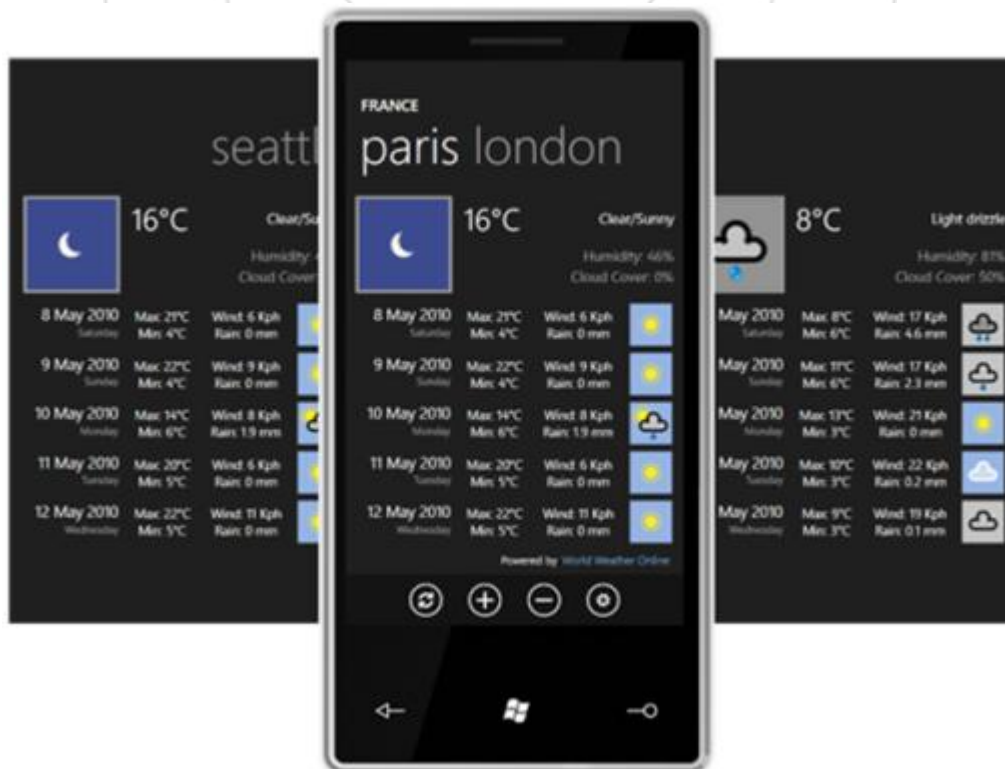 seattl
16°C
Clear/Su
Humidity: 4
Cloud Cover:
8 May 2010 Max: 21°C Wind: 6 Kph
Saturday Min: 4°C Rain: 0 mm
9 May 2010 Max: 22°C Wind: 9 Kph
Sunday Min: 4°C Rain: 0 mm
10 May 2010 Max: 14°C Wind: 8 Kph
Monday Min: 6°C Rain: 1.9 mm
11 May 2010 Max: 20°C Wind: 6 Kph
Tuesday Min: 5°C Rain: 0 mm
12 May 2010 Max: 22°C Wind: 11 Kph
Wednesday Min: 5°C Rain: 0 mm
FRANCE
paris london
16°C
Clear/Sunny
Humidity: 46%
Cloud Cover: 0%
8 May 2010 Max: 21°C Wind: 6 Kph
Saturday Min: 4°C Rain: 0 mm
9 May 2010 Max: 22°C Wind: 9 Kph
Sunday Min: 4°C Rain: 0 mm
10 May 2010 Max: 14°C Wind: 8 Kph
Monday Min: 6°C Rain: 1.9 mm
11 May 2010 Max: 20°C Wind: 6 Kph
Tuesday Min: 5°C Rain: 0 mm
12 May 2010 Max: 22°C Wind: 11 Kph
Wednesday Min: 5°C Rain: 0 mm
Powered by World Weather Online
8°C
Light drizzle
Humidity: 81%
Cloud Cover: 50%
May 2010 Max: 8°C Wind: 17 Kph
Saturday Min: 6°C Rain: 4.6 mm
May 2010 Max: 11°C Wind: 17 Kph
Sunday Min: 6°C Rain: 2.3 mm
May 2010 Max: 13°C Wind: 21 Kph
Monday Min: 3°C Rain: 0 mm
May 2010 Max: 10°C Wind: 22 Kph
Tuesday Min: 3°C Rain: 0.2 mm
May 2010 Max: 9°C Wind: 19 Kph
Wednesday Min: 3°C Rain: 0.1 mm